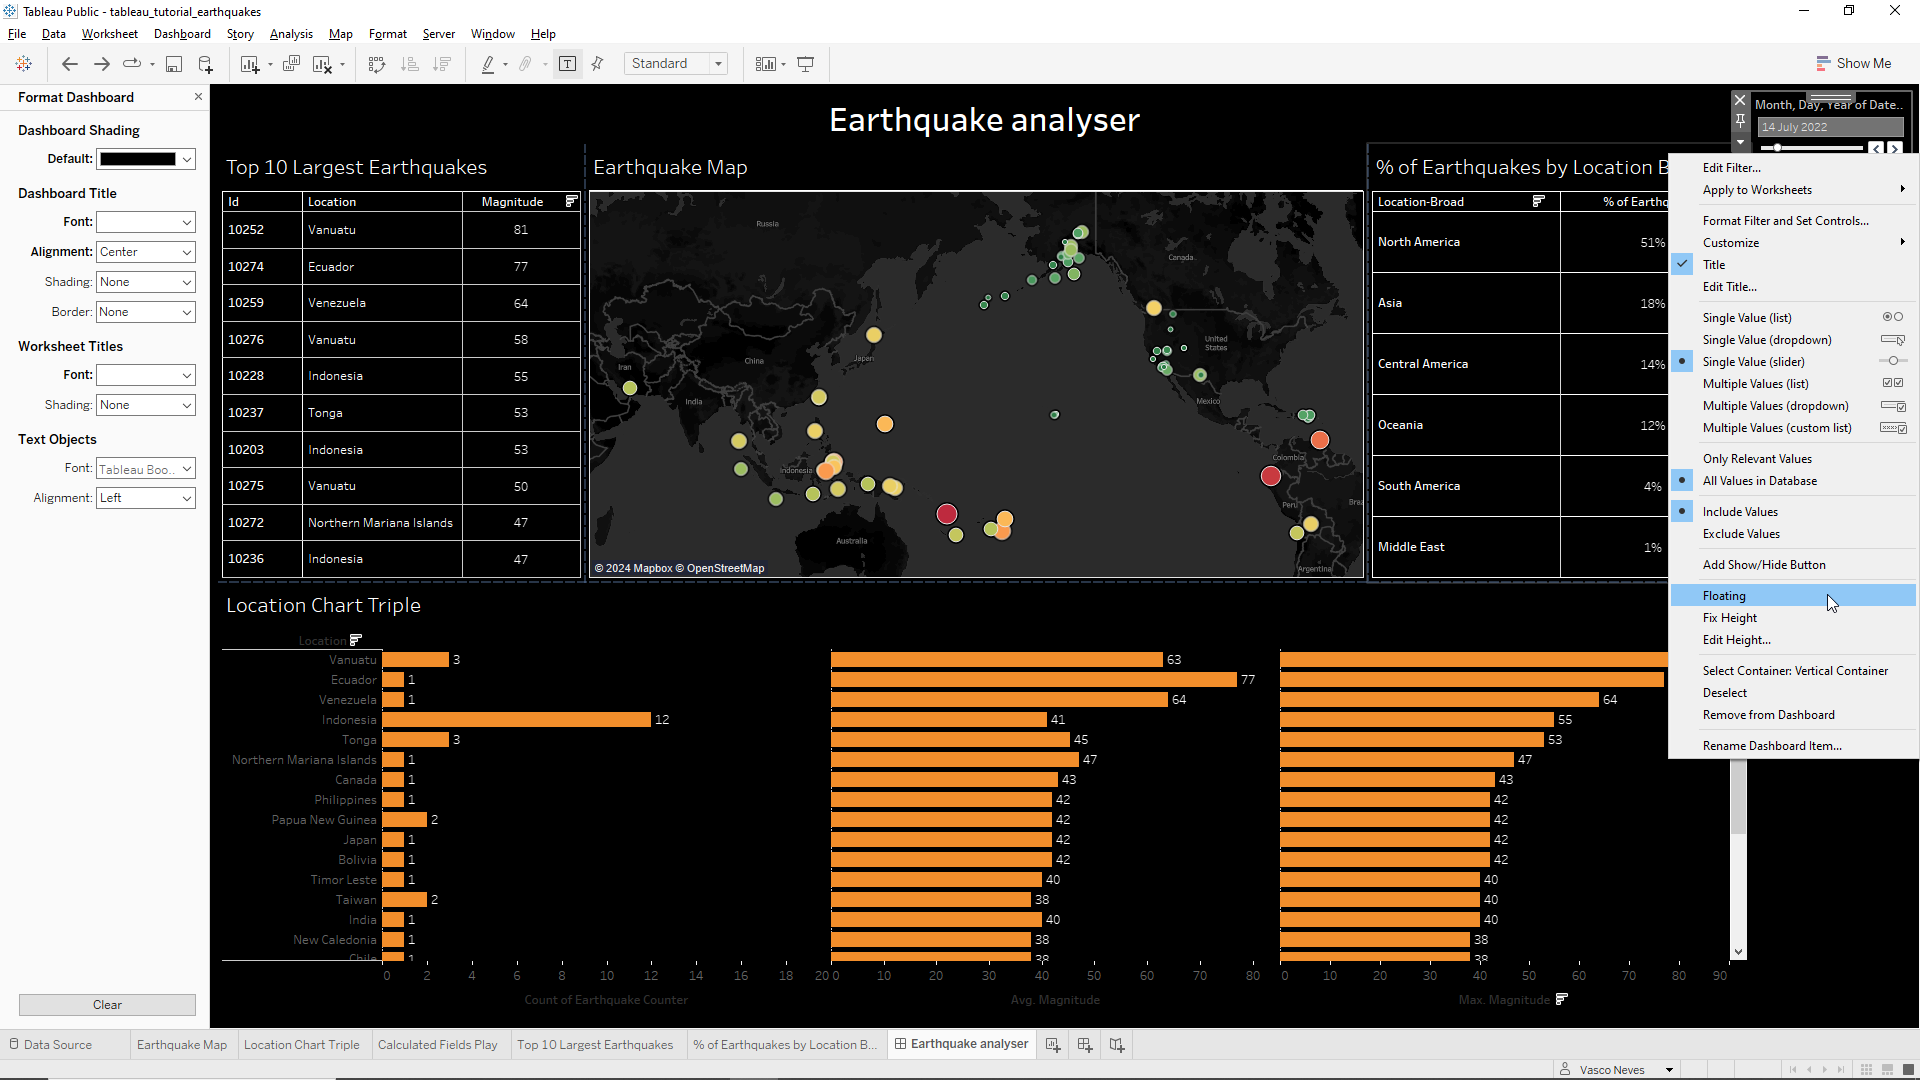 Tableau Public - tableau_tutorial_earthquakes
File Data Worksheet Dashboard Story Analysis Map Format Server Window Help
Standard
Show Me
Format Dashboard
Dashboard Shading
Default:
Dashboard Title
Font:
Alignment: Center
Shading: None
Border: None
Worksheet Titles
Font:
Shading: None
Text Objects
Font: Tableau Boo..
Alignment: Left
Clear
Earthquake analyser
Month, Day, Year of Date..
14 July 2022
Top 10 Largest Earthquakes
Id Location Magnitude
10252 Vanuatu 81
10274 Ecuador 77
10259 Venezuela 64
10276 Vanuatu 58
10228 Indonesia 55
10237 Tonga 53
10203 Indonesia 53
10275 Vanuatu 50
10272 Northern Mariana Islands 47
10236 Indonesia 47
Earthquake Map
Russia
Canada
United
States
China
Japan
Iran
India
Mexico
Indonesia
Colombia
Peru
Braz
Australia
Argentina
© 2024 Mapbox © OpenStreetMap
% of Earthquakes by Location B
Location-Broad % of Earthq
North America 51%
Asia 18%
Central America 14%
Oceania 12%
South America 4%
Middle East 1%
Edit Filter...
Apply to Worksheets
Format Filter and Set Controls...
Customize
Title
Edit Title...
Single Value (list)
Single Value (dropdown)
Single Value (slider)
Multiple Values (list)
Multiple Values (dropdown)
Multiple Values (custom list)
Only Relevant Values
All Values in Database
Include Values
Exclude Values
Add Show/Hide Button
Floating
Fix Height
Edit Height...
Select Container: Vertical Container
Deselect
Remove from Dashboard
Rename Dashboard Item...
Location Chart Triple
Location
Vanuatu 3 63
Ecuador 1 77
Venezuela 1 64 64
Indonesia 12 41 55
Tonga 3 45 53
Northern Mariana Islands 1 47 47
Canada 1 43 43
Philippines 1 42 42
Papua New Guinea 2 42 42
Japan 1 42 42
Bolivia 1 42 42
Timor Leste 1 40 40
Taiwan 2 38 40
India 1 40 40
New Caledonia 1 38 38
Chile 1 38 38
0 2 4 6 8 10 12 14 16 18 20 0 10 20 30 40 50 60 70 80 0 10 20 30 40 50 60 70 80 90
Count of Earthquake Counter Avg. Magnitude Max. Magnitude
Data Source Earthquake Map Location Chart Triple Calculated Fields Play Top 10 Largest Earthquakes % of Earthquakes by Location B... Earthquake analyser
Vasco Neves